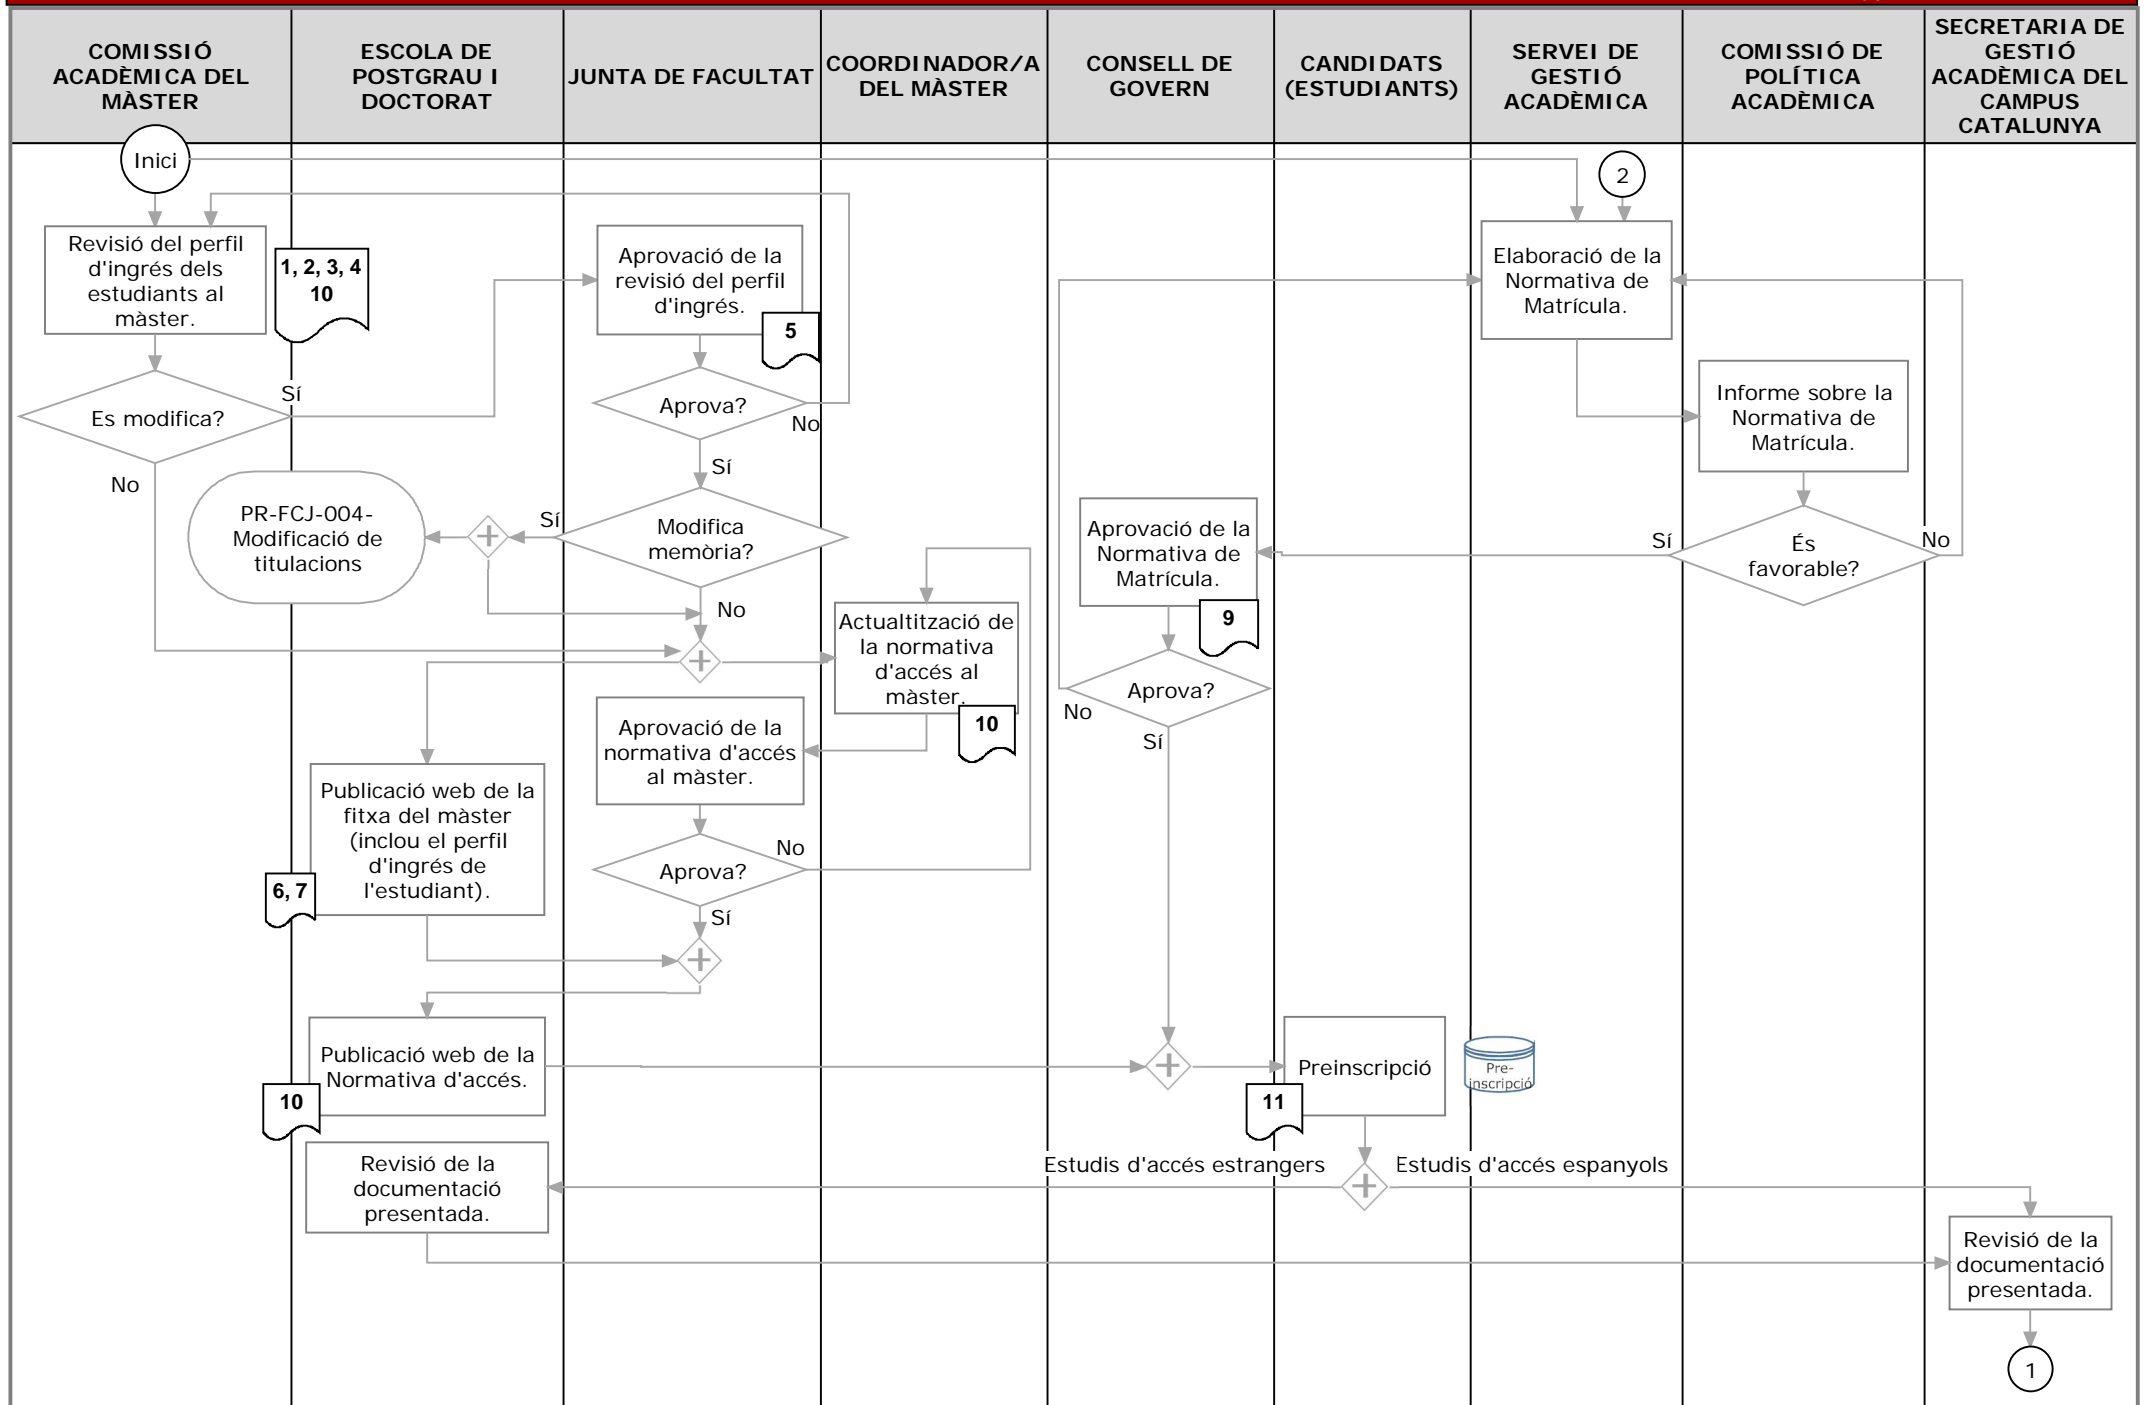 COMISSIÓ
ACADÈMICA DEL
MÀSTER
ESCOLA DE
POSTGRAU I
DOCTORAT
JUNTA DE FACULTAT
COORDINADOR/A
DEL MÀSTER
CONSELL DE
GOVERN
CANDIDATS
(ESTUDIANTS)
SERVEI DE
GESTIÓ
ACADÈMICA
COMISSIÓ DE
POLÍTICA
ACADÈMICA
SECRETARIA DE
GESTIÓ
ACADÈMICA DEL
CAMPUS
CATALUNYA
Inici
2
Revisió del perfil
d'ingrés dels
estudiants al
màster.
1, 2, 3, 4
10
Aprovació de la
revisió del perfil
d'ingrés.
5
Elaboració de la
Normativa de
Matrícula.
Es modifica?
Sí
No
Aprova?
No
Sí
Informe sobre la
Normativa de
Matrícula.
PR-FCJ-004-
Modificació de
titulacions
Sí
Modifica
memòria?
No
Aprovació de la
Normativa de
Matrícula.
9
Sí
És
favorable?
No
Actualtització de
la normativa
d'accés al
màster.
10
Aprova?
No
Sí
Aprovació de la
normativa d'accés
al màster.
Publicació web de la
fitxa del màster
(inclou el perfil
d'ingrés de
l'estudiant).
6, 7
Aprova?
No
Sí
Publicació web de la
Normativa d'accés.
10
Preinscripció
11
Pre-
inscripció
Estudis d'accés estrangers
Estudis d'accés espanyols
Revisió de la
documentació
presentada.
Revisió de la
documentació
presentada.
1